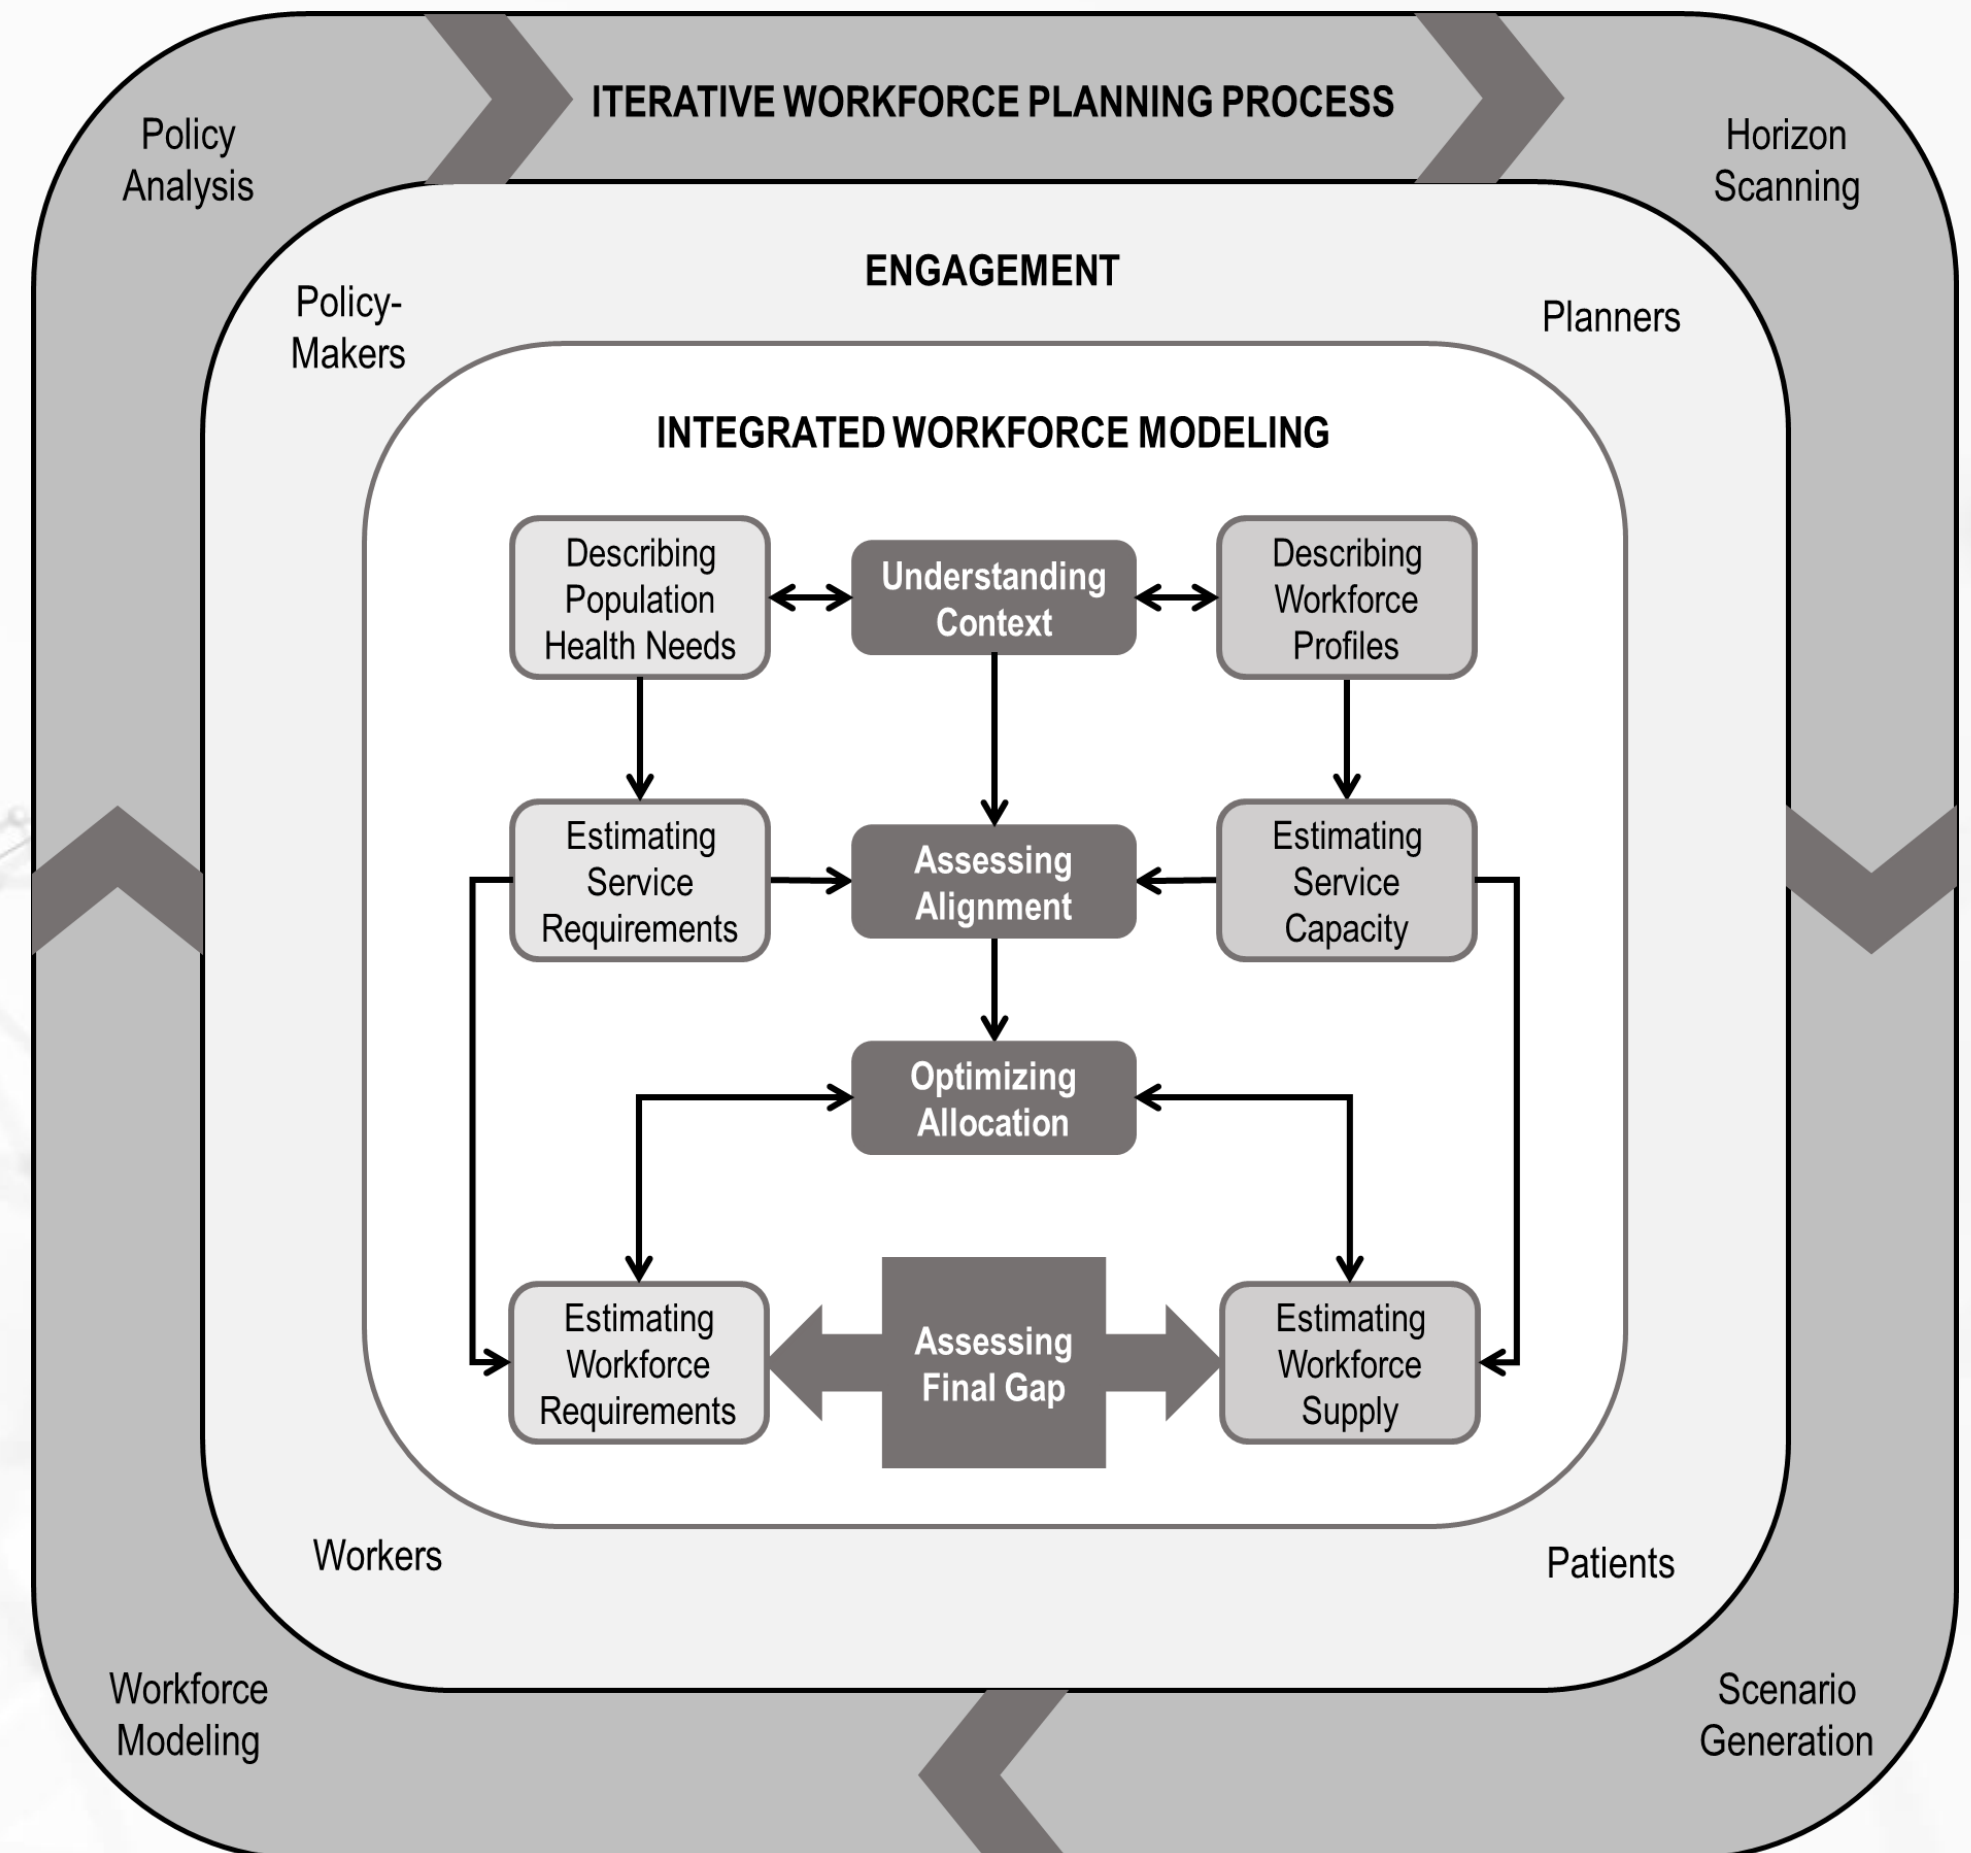 ITERATIVE WORKFORCE PLANNING PROCESS
Policy
Analysis
Horizon
Scanning
ENGAGEMENT
Policy-
Makers
Planners
INTEGRATED WORKFORCE MODELING
Describing
Population
Health Needs
Understanding
Context
Describing
Workforce
Profiles
Estimating
Service
Requirements
Assessing
Alignment
Estimating
Service
Capacity
Optimizing
Allocation
Estimating
Workforce
Requirements
Assessing
Final Gap
Estimating
Workforce
Supply
Workers
Patients
Workforce
Modeling
Scenario
Generation